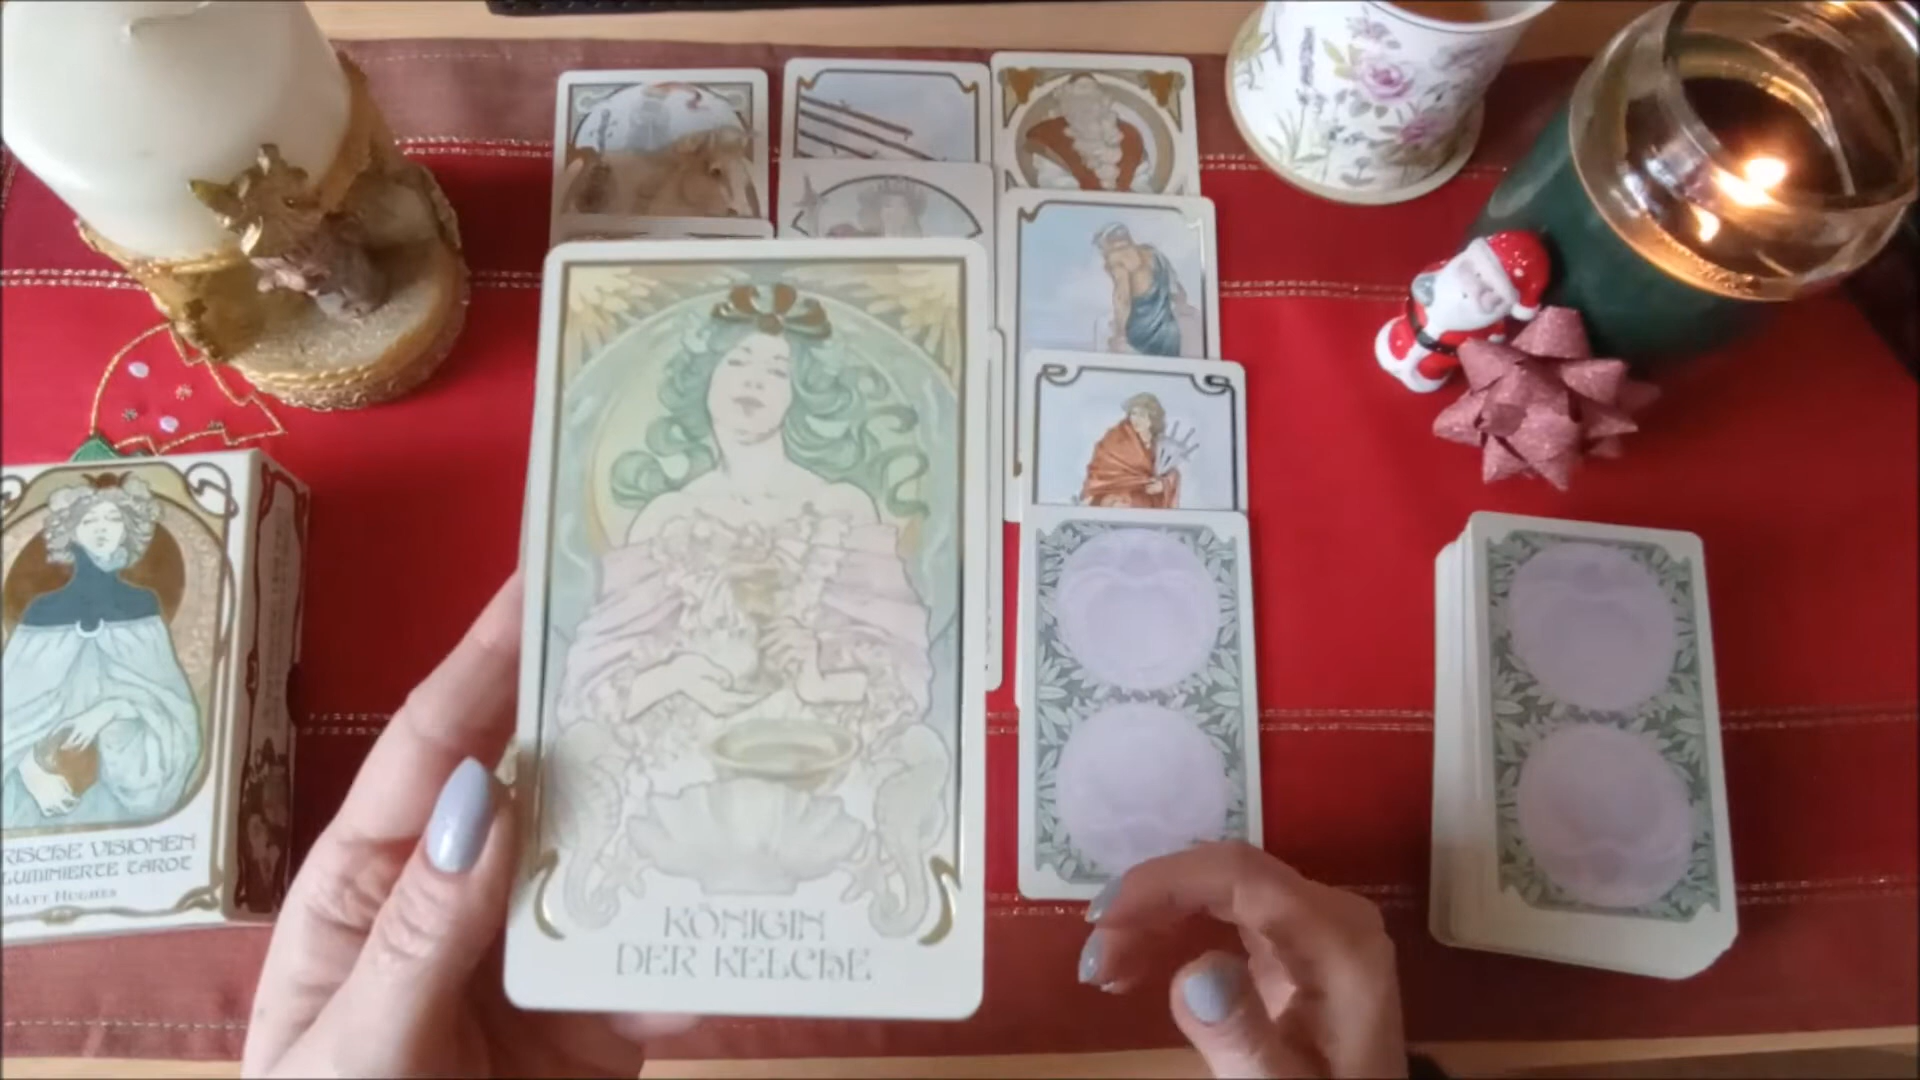 KÖNIGIN
DER KELCHE
RISCHE VISIONEN
LUMINIERTE TAROT
MATT HUGHES